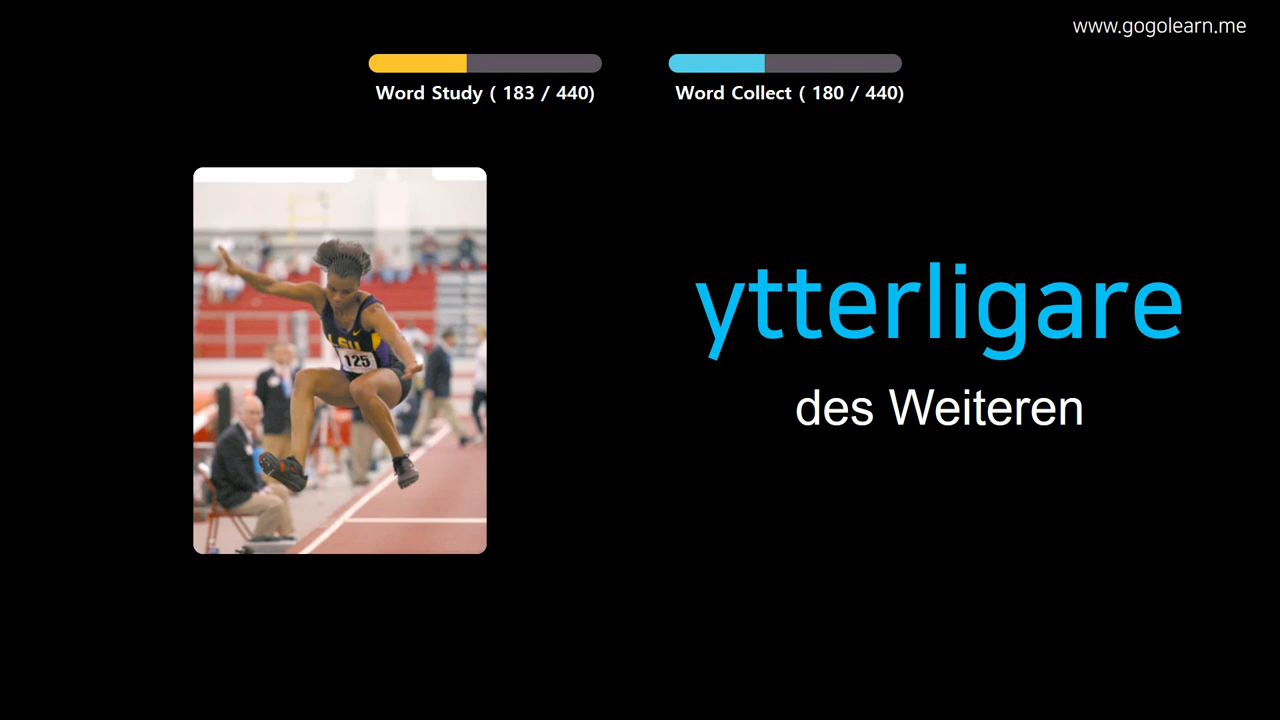 www.gogolearn.me
Word Study ( 183 / 440)
Word Collect ( 180 / 440)
LSU
125
ytterligare
des Weiteren